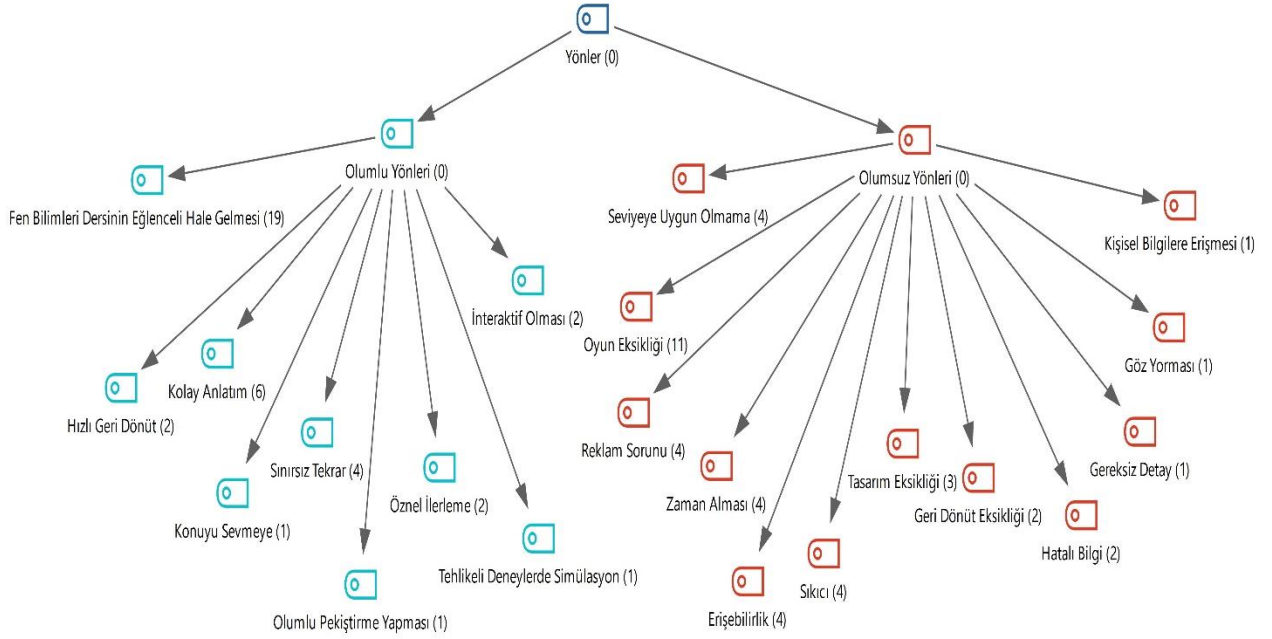 Yönler (0)
Olumlu Yönleri (0)
Olumsuz Yönleri (0)
Fen Bilimleri Dersinin Eğlenceli Hale Gelmesi (19)
Seviyeye Uygun Olmama (4)
Kişisel Bilgilere Erişmesi (1)
İnteraktif Olması (2)
Oyun Eksikliği (11)
Göz Yorması (1)
Kolay Anlatım (6)
Hızlı Geri Dönüt (2)
Reklam Sorunu (4)
Gereksiz Detay (1)
Sınırsız Tekrar (4)
Öznel İlerleme (2)
Zaman Alması (4)
Tasarım Eksikliği (3)
Geri Dönüt Eksikliği (2)
Konuyu Sevmeye (1)
Hatalı Bilgi (2)
Tehlikeli Deneylerde Simülasyon (1)
Sıkıcı (4)
Olumlu Pekiştirme Yapması (1)
Erişebilirlik (4)